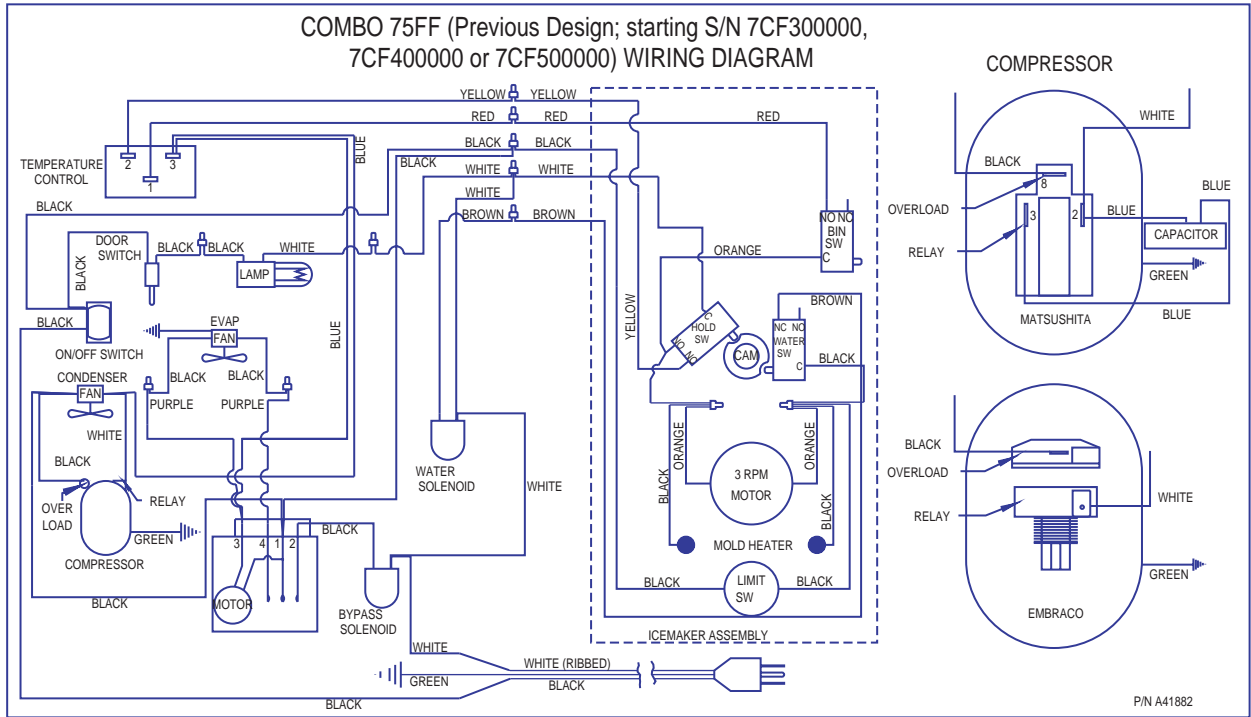 COMBO 75FF (Previous Design; starting S/N 7CF300000,
7CF400000 or 7CF500000) WIRING DIAGRAM
COMPRESSOR
YELLOW YELLOW
RED RED RED
BLACK BLACK
BLACK
WHITE WHITE
WHITE
BROWN BROWN
2 3
1
TEMPERATURE
CONTROL
BLUE
BLACK
DOOR
SWITCH
BLACK BLACK
WHITE
LAMP
BLACK
BLACK
ON/OFF SWITCH
EVAP
FAN
BLUE
BLACK
BLACK
PURPLE
PURPLE
CONDENSER
FAN
WHITE
BLACK
OVER
LOAD
RELAY
GREEN
COMPRESSOR
BLACK
3 4 1 2
BLACK
MOTOR
WATER
SOLENOID
WHITE
BYPASS
SOLENOID
WHITE
GREEN
WHITE (RIBBED)
BLACK
BLACK
NO NC
BIN
SW
C
ORANGE
YELLOW
BROWN
C
HOLD
SW
NO NC
CAM
NC NO
WATER
SW
C
BLACK
ORANGE
ORANGE
BLACK
BLACK
3 RPM
MOTOR
MOLD HEATER
BLACK
LIMIT
SW
BLACK
ICEMAKER ASSEMBLY
WHITE
BLACK
8
OVERLOAD
3
2
BLUE
BLUE
CAPACITOR
RELAY
GREEN
BLUE
MATSUSHITA
BLACK
OVERLOAD
RELAY
WHITE
GREEN
EMBRACO
P/N A41882